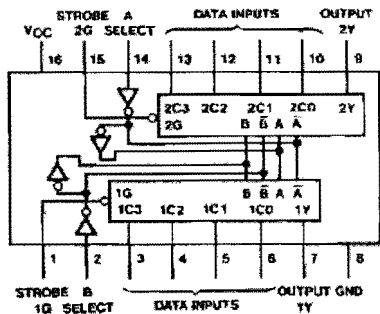 STROBE A DATA INPUTS OUTPUT
VCC 2G SELECT 2Y
16 15 14 13 12 11 10 9
2C3 2C2 2C1 2C0 2Y
2G B B̅ A A̅
1G B B̅ A A̅
1C3 1C2 1C1 1C0 1Y
1 2 3 4 5 6 7 8
STROBE B DATA INPUTS OUTPUT GND
1G SELECT 1Y